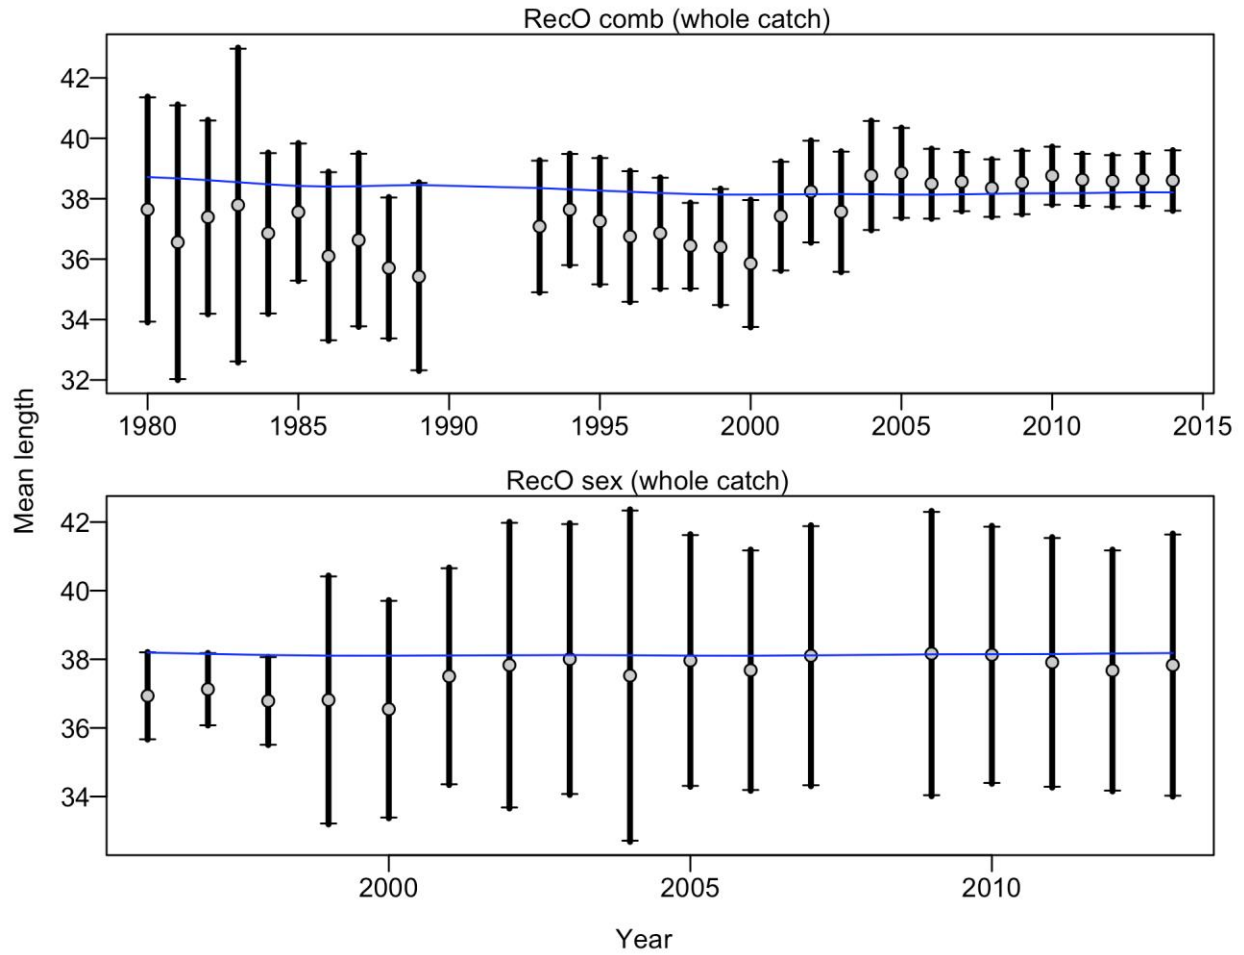 RecO comb (whole catch)
42
40
38
36
34
32
1980 1985 1990 1995 2000 2005 2010 2015
Mean length
RecO sex (whole catch)
42
40
38
36
34
2000 2005 2010
Year